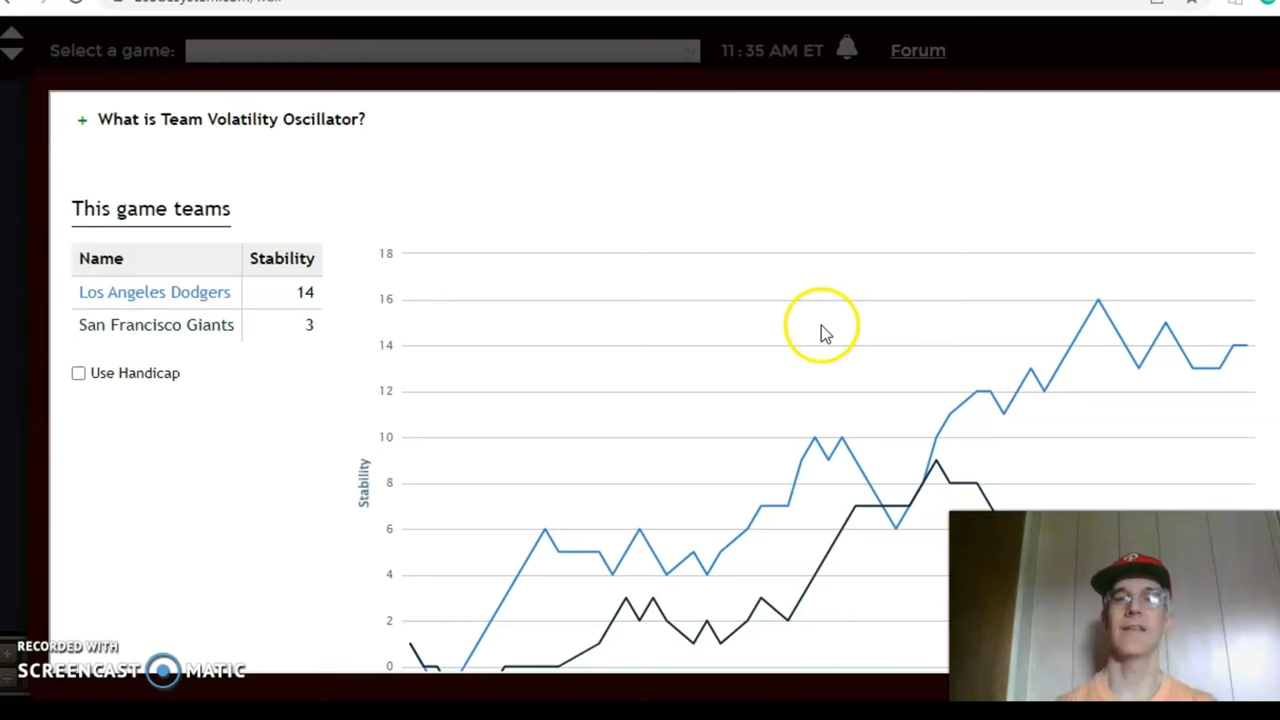 Select a game:
11:35 AM ET
Forum
+ What is Team Volatility Oscillator?
This game teams
Name Stability
Los Angeles Dodgers 14
San Francisco Giants 3
Use Handicap
18
16
14
12
10
8
6
4
2
0
Stability
RECORDED WITH
SCREENCAST MATIC
P